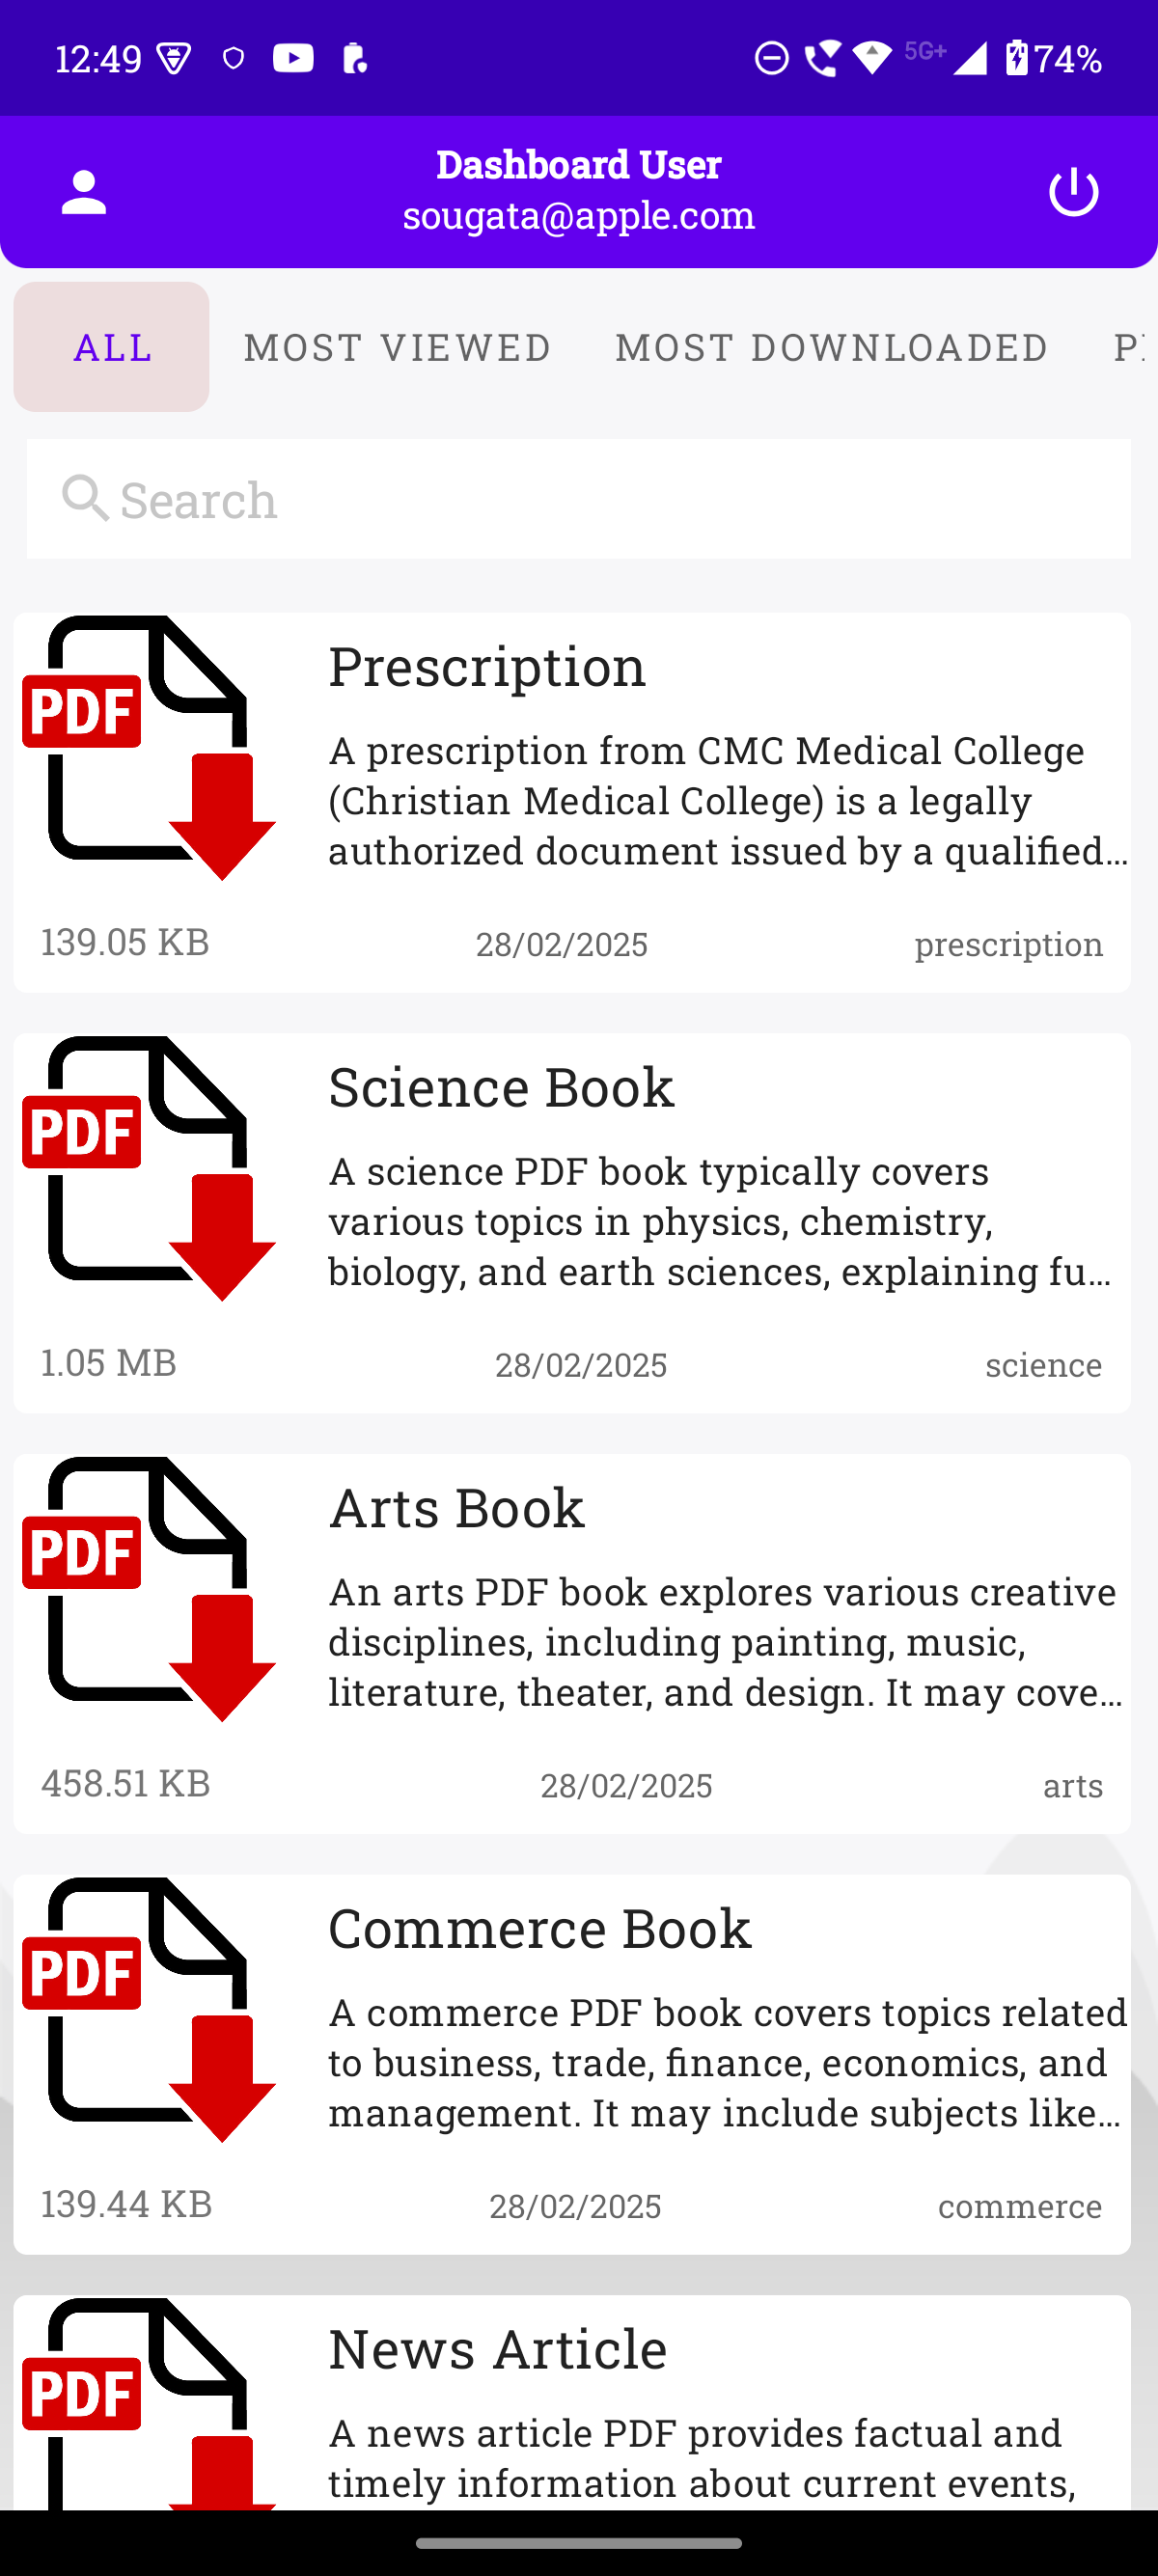 12:49
5G+
74%
Dashboard User
sougata@apple.com
ALL MOST VIEWED MOST DOWNLOADED
Search
Prescription
PDF
A prescription from CMC Medical College
(Christian Medical College) is a legally
authorized document issued by a qualified...
139.05 KB 28/02/2025 prescription
Science Book
PDF
A science PDF book typically covers
various topics in physics, chemistry,
biology, and earth sciences, explaining fu...
1.05 MB 28/02/2025 science
Arts Book
PDF
An arts PDF book explores various creative
disciplines, including painting, music,
literature, theater, and design. It may cove...
458.51 KB 28/02/2025 arts
Commerce Book
PDF
A commerce PDF book covers topics related
to business, trade, finance, economics, and
management. It may include subjects like...
139.44 KB 28/02/2025 commerce
News Article
PDF
A news article PDF provides factual and
timely information about current events,